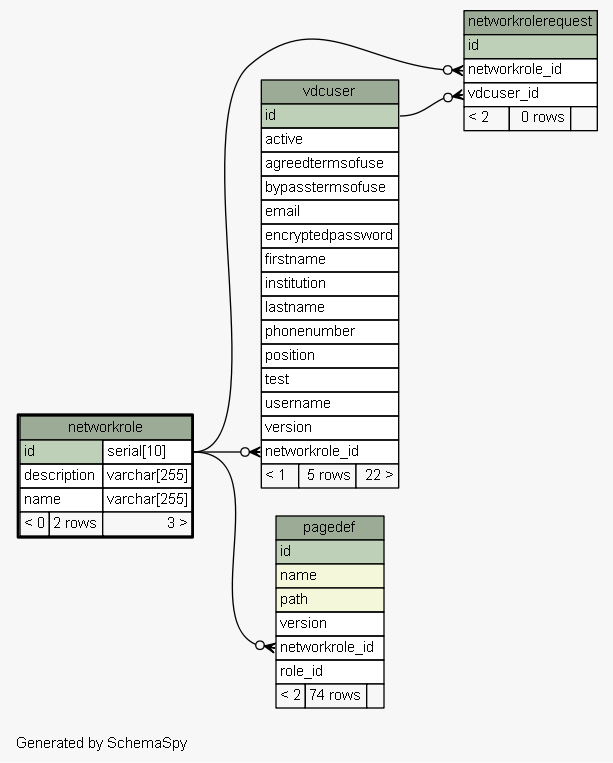 networkrolerequest
id
networkrole_id
vdcuser_id
< 2 0 rows
vdcuser
id
active
agreedtermsofuse
bypasstermsofuse
email
encryptedpassword
firstname
institution
lastname
phonenumber
position
test
username
version
networkrole_id
< 1 5 rows 22 >
networkrole
id serial[10]
description varchar[255]
name varchar[255]
< 0 2 rows 3 >
pagedef
id
name
path
version
networkrole_id
role_id
< 2 74 rows
Generated by SchemaSpy